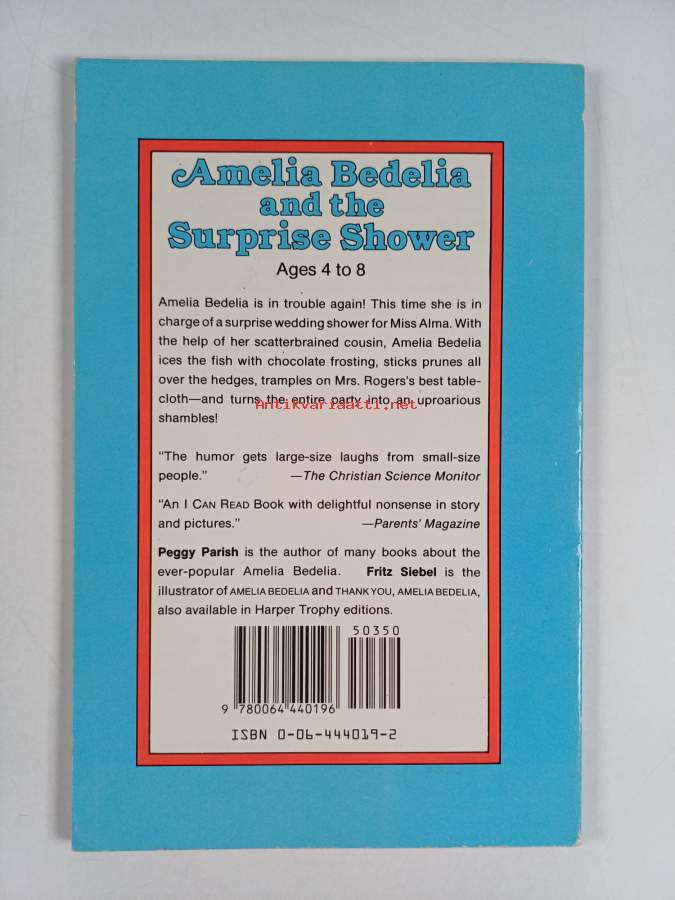 Amelia Bedelia
and the
Surprise Shower
Ages 4 to 8
Amelia Bedelia is in trouble again! This time she is in
charge of a surprise wedding shower for Miss Alma. With
the help of her scatterbrained cousin, Amelia Bedelia
ices the fish with chocolate frosting, sticks prunes all
over the hedges, tramples on Mrs. Rogers's best table-
cloth—and turns the entire party into an uproarious
Antikvariaatti.net
shambles!
"The humor gets large-size laughs from small-size
people." —The Christian Science Monitor
"An I CAN READ Book with delightful nonsense in story
and pictures." —Parents' Magazine
Peggy Parish is the author of many books about the
ever-popular Amelia Bedelia. Fritz Siebel is the
illustrator of AMELIA BEDELIA and THANK YOU, AMELIA BEDELIA,
also available in Harper Trophy editions.
50350
9 780064 440196
ISBN 0-06-444019-2